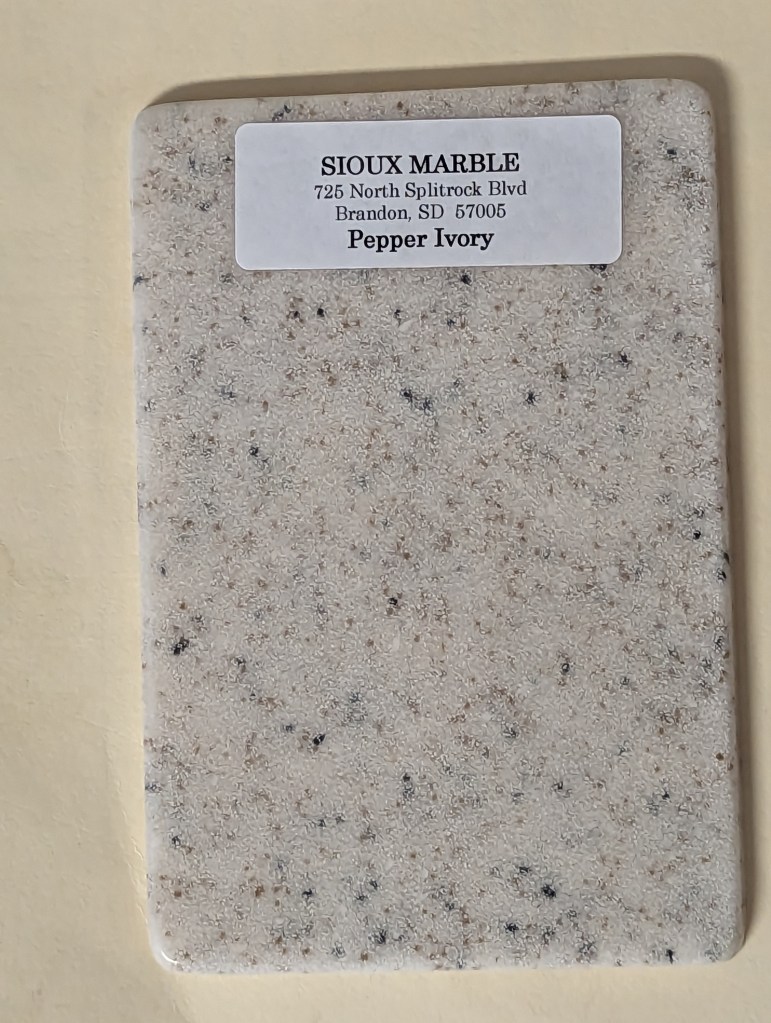 SIOUX MARBLE
725 North Splitrock Blvd
Brandon, SD  57005
Pepper Ivory